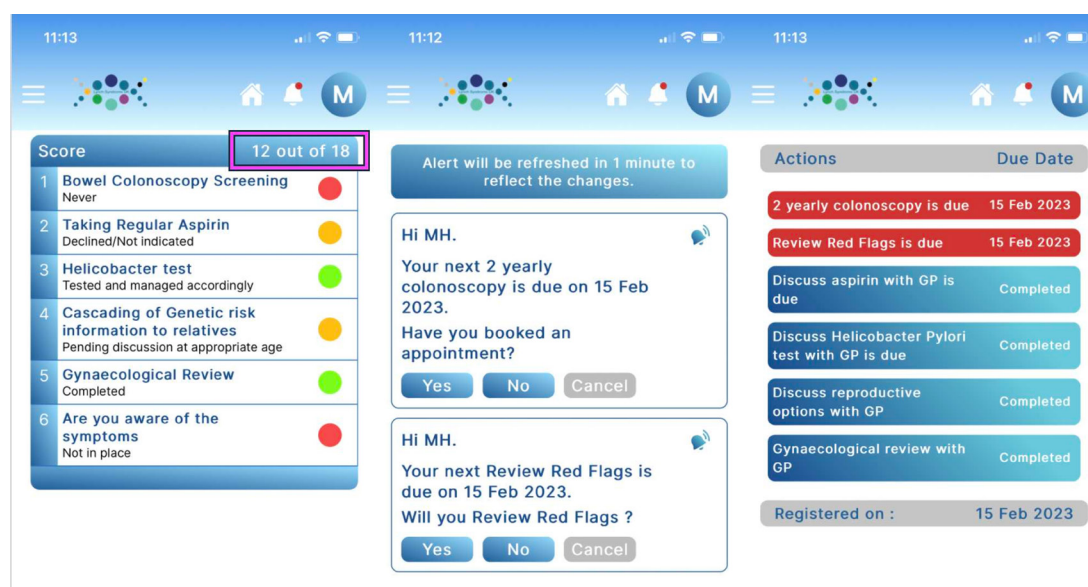 11:13
M
Score 12 out of 18
1 Bowel Colonoscopy Screening
Never
2 Taking Regular Aspirin
Declined/Not indicated
3 Helicobacter test
Tested and managed accordingly
4 Cascading of Genetic risk
information to relatives
Pending discussion at appropriate age
5 Gynaecological Review
Completed
6 Are you aware of the
symptoms
Not in place
11:12
M
Alert will be refreshed in 1 minute to
reflect the changes.
Hi MH.
Your next 2 yearly
colonoscopy is due on 15 Feb
2023.
Have you booked an
appointment?
Yes No Cancel
Hi MH.
Your next Review Red Flags is
due on 15 Feb 2023.
Will you Review Red Flags ?
Yes No Cancel
11:13
M
Actions Due Date
2 yearly colonoscopy is due 15 Feb 2023
Review Red Flags is due 15 Feb 2023
Discuss aspirin with GP is
due
Completed
Discuss Helicobacter Pylori
test with GP is due
Completed
Discuss reproductive
options with GP
Completed
Gynaecological review with
GP
Completed
Registered on : 15 Feb 2023